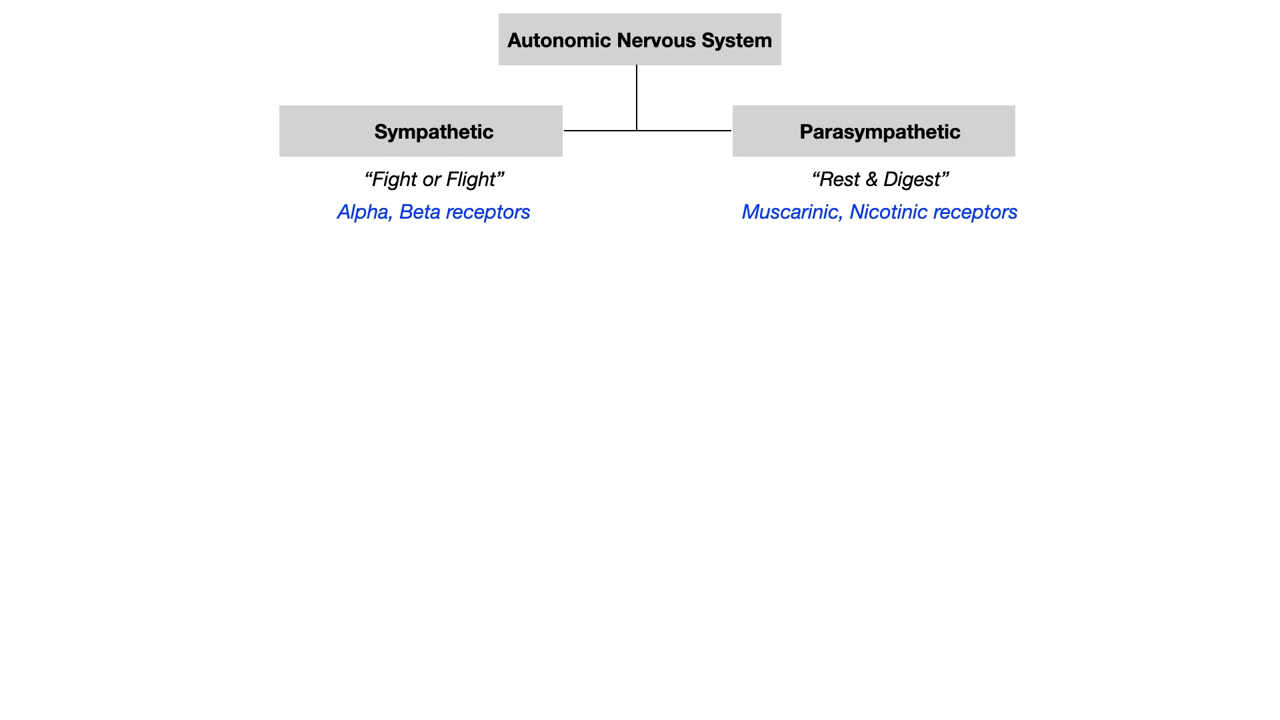 Autonomic Nervous System
Sympathetic
Parasympathetic
“Fight or Flight”
“Rest & Digest”
Alpha, Beta receptors
Muscarinic, Nicotinic receptors